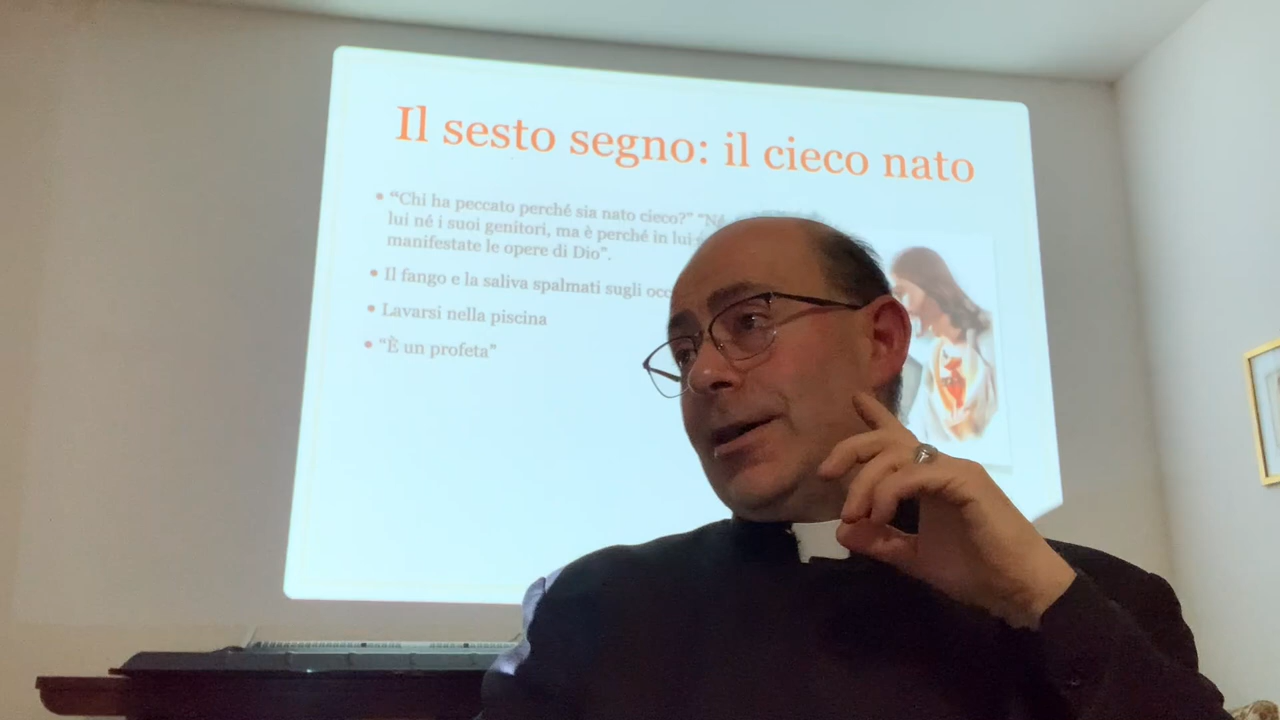 Il sesto segno: il cieco nato
• “Chi ha peccato perché sia nato cieco?” “Né
lui né i suoi genitori, ma è perché in lui
manifestate le opere di Dio”.
• Il fango e la saliva spalmati sugli
• Lavarsi nella piscina
• “È un profeta”